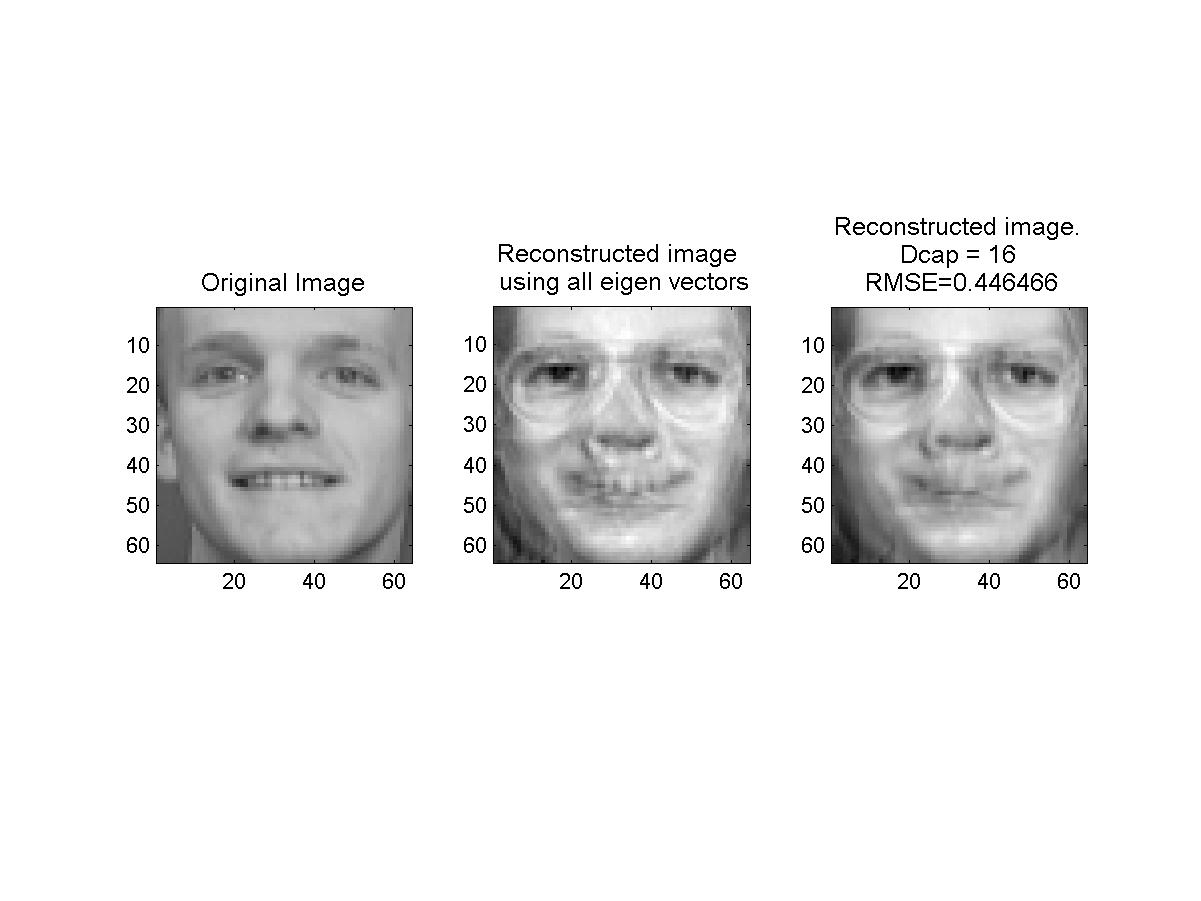 Original Image
10
20
30
40
50
60
20 40 60
Reconstructed image
using all eigen vectors
10
20
30
40
50
60
20 40 60
Reconstructed image.
Dcap = 16
RMSE=0.446466
10
20
30
40
50
60
20 40 60